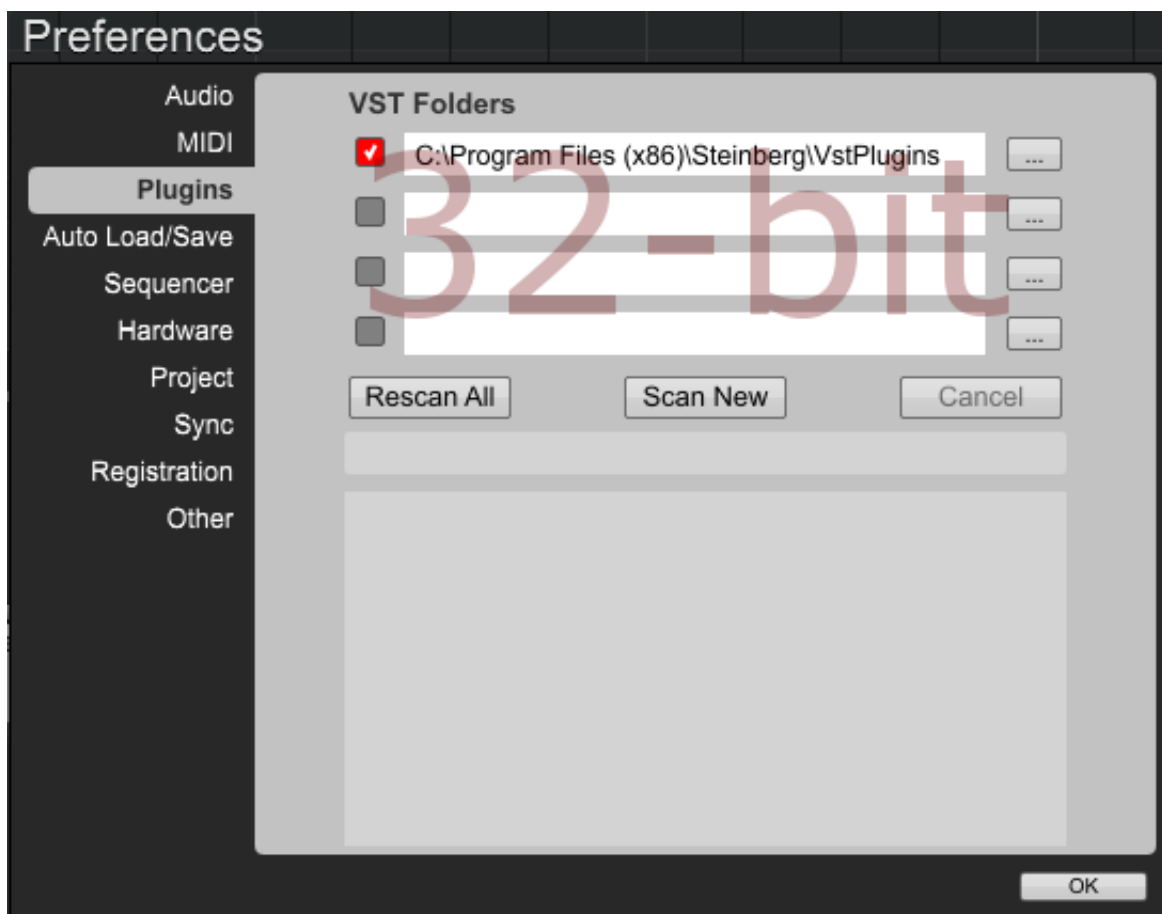 Preferences
Audio
MIDI
Plugins
Auto Load/Save
Sequencer
Hardware
Project
Sync
Registration
Other
VST Folders
C:\Program Files (x86)\Steinberg\VstPlugins
...
...
...
...
32-bit
Rescan All
Scan New
Cancel
OK